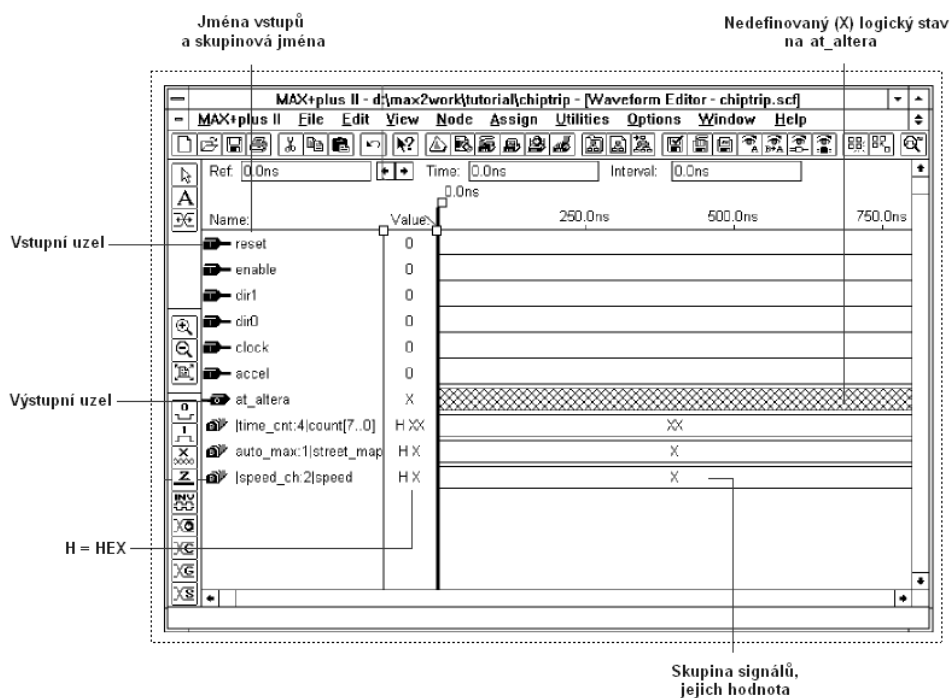 Jména vstupů
a skupinová jména
Nedefinovaný (X) logický stav
na at_altera
MAX+plus II - d:\max2work\tutorial\chiptrip - [Waveform Editor - chiptrip.scf]
MAX+plus II File Edit View Node Assign Utilities Options Window Help
Ref: 0.0ns Time: 0.0ns Interval: 0.0ns
0.0ns
Name: Value: 250.0ns 500.0ns 750.0ns
Vstupní uzel
reset 0
enable 0
dir1 0
dir0 0
clock 0
accel 0
Výstupní uzel
at_altera X
|time_cnt:4|count[7..0] H XX XX
auto_max:1|street_map H X X
|speed_ch:2|speed H X X
H = HEX
Skupina signálů,
jejich hodnota